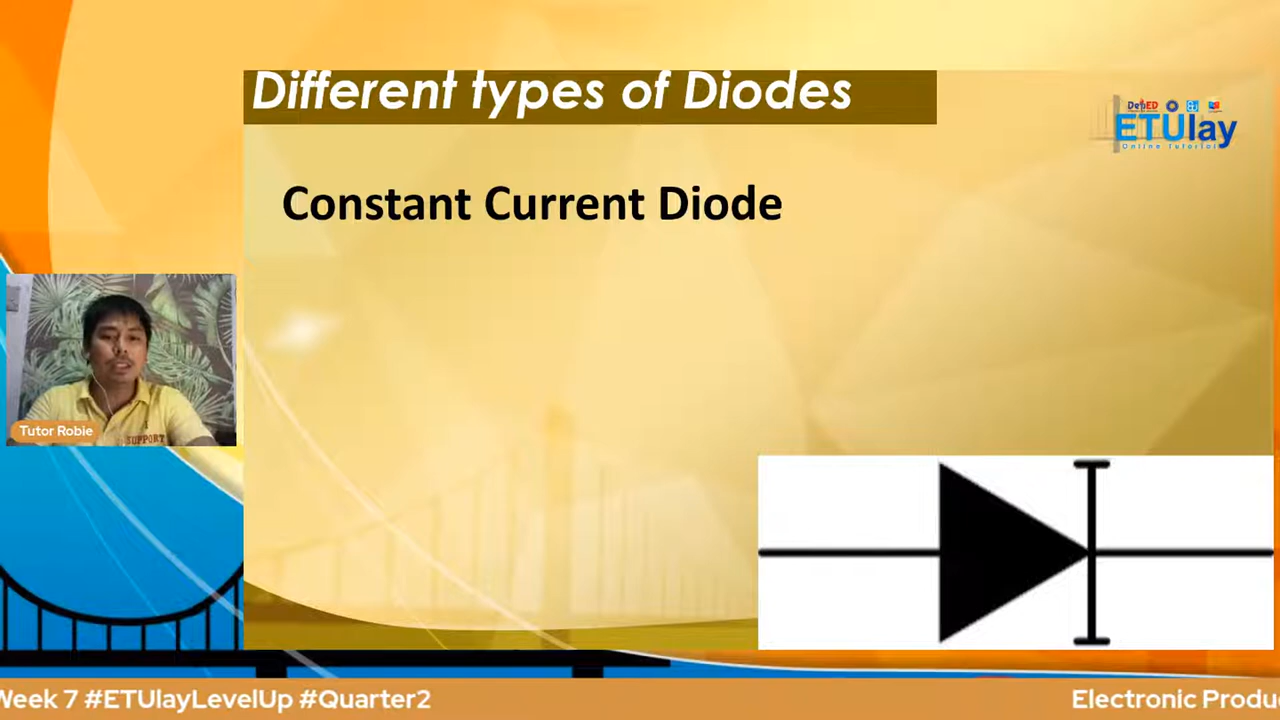 Different types of Diodes
DepED
ETUlay
Online Tutorial
Constant Current Diode
Tutor Robie
SUPPORT
Week 7 #ETUlayLevelUp #Quarter2
Electronic Produ